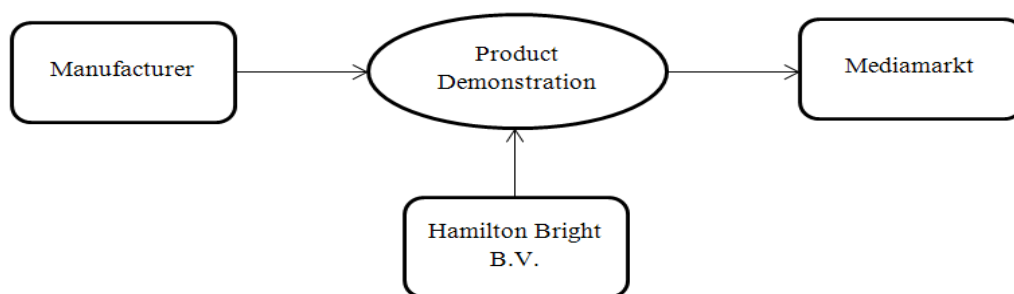 Manufacturer
Product
Demonstration
Mediamarkt
Hamilton Bright
B.V.